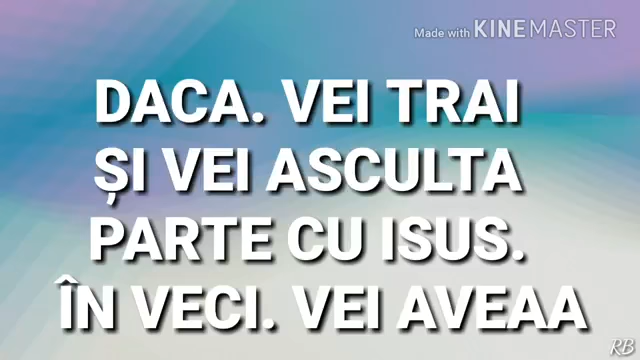 Made with KINEMASTER
DACA. VEI TRAI
ȘI VEI ASCULTA
PARTE CU ISUS.
ÎN VECI. VEI AVEAA
RB